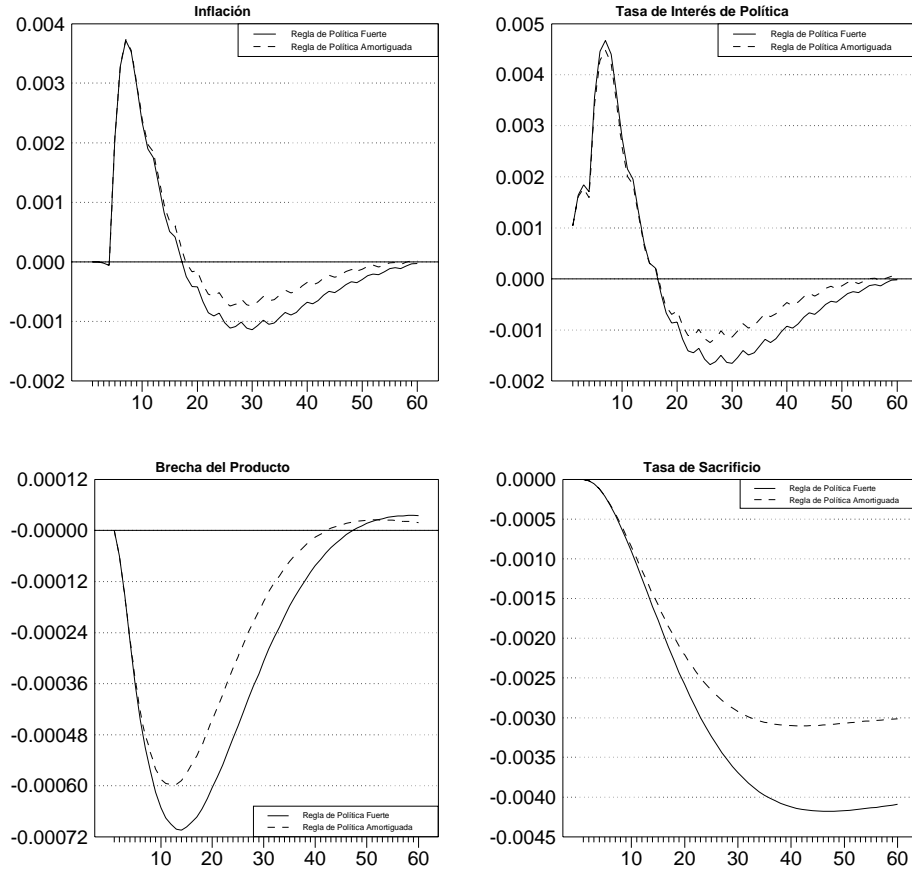 Inflación
Regla de Política Fuerte
Regla de Política Amortiguada
0.004
0.003
0.002
0.001
0.000
-0.001
-0.002
10 20 30 40 50 60
Tasa de Interés de Política
Regla de Política Fuerte
Regla de Política Amortiguada
0.005
0.004
0.003
0.002
0.001
0.000
-0.001
-0.002
10 20 30 40 50 60
Brecha del Producto
0.00012
-0.00000
-0.00012
-0.00024
-0.00036
-0.00048
-0.00060
-0.00072
Regla de Política Fuerte
Regla de Política Amortiguada
10 20 30 40 50 60
Tasa de Sacrificio
Regla de Política Fuerte
Regla de Política Amortiguada
0.0000
-0.0005
-0.0010
-0.0015
-0.0020
-0.0025
-0.0030
-0.0035
-0.0040
-0.0045
10 20 30 40 50 60